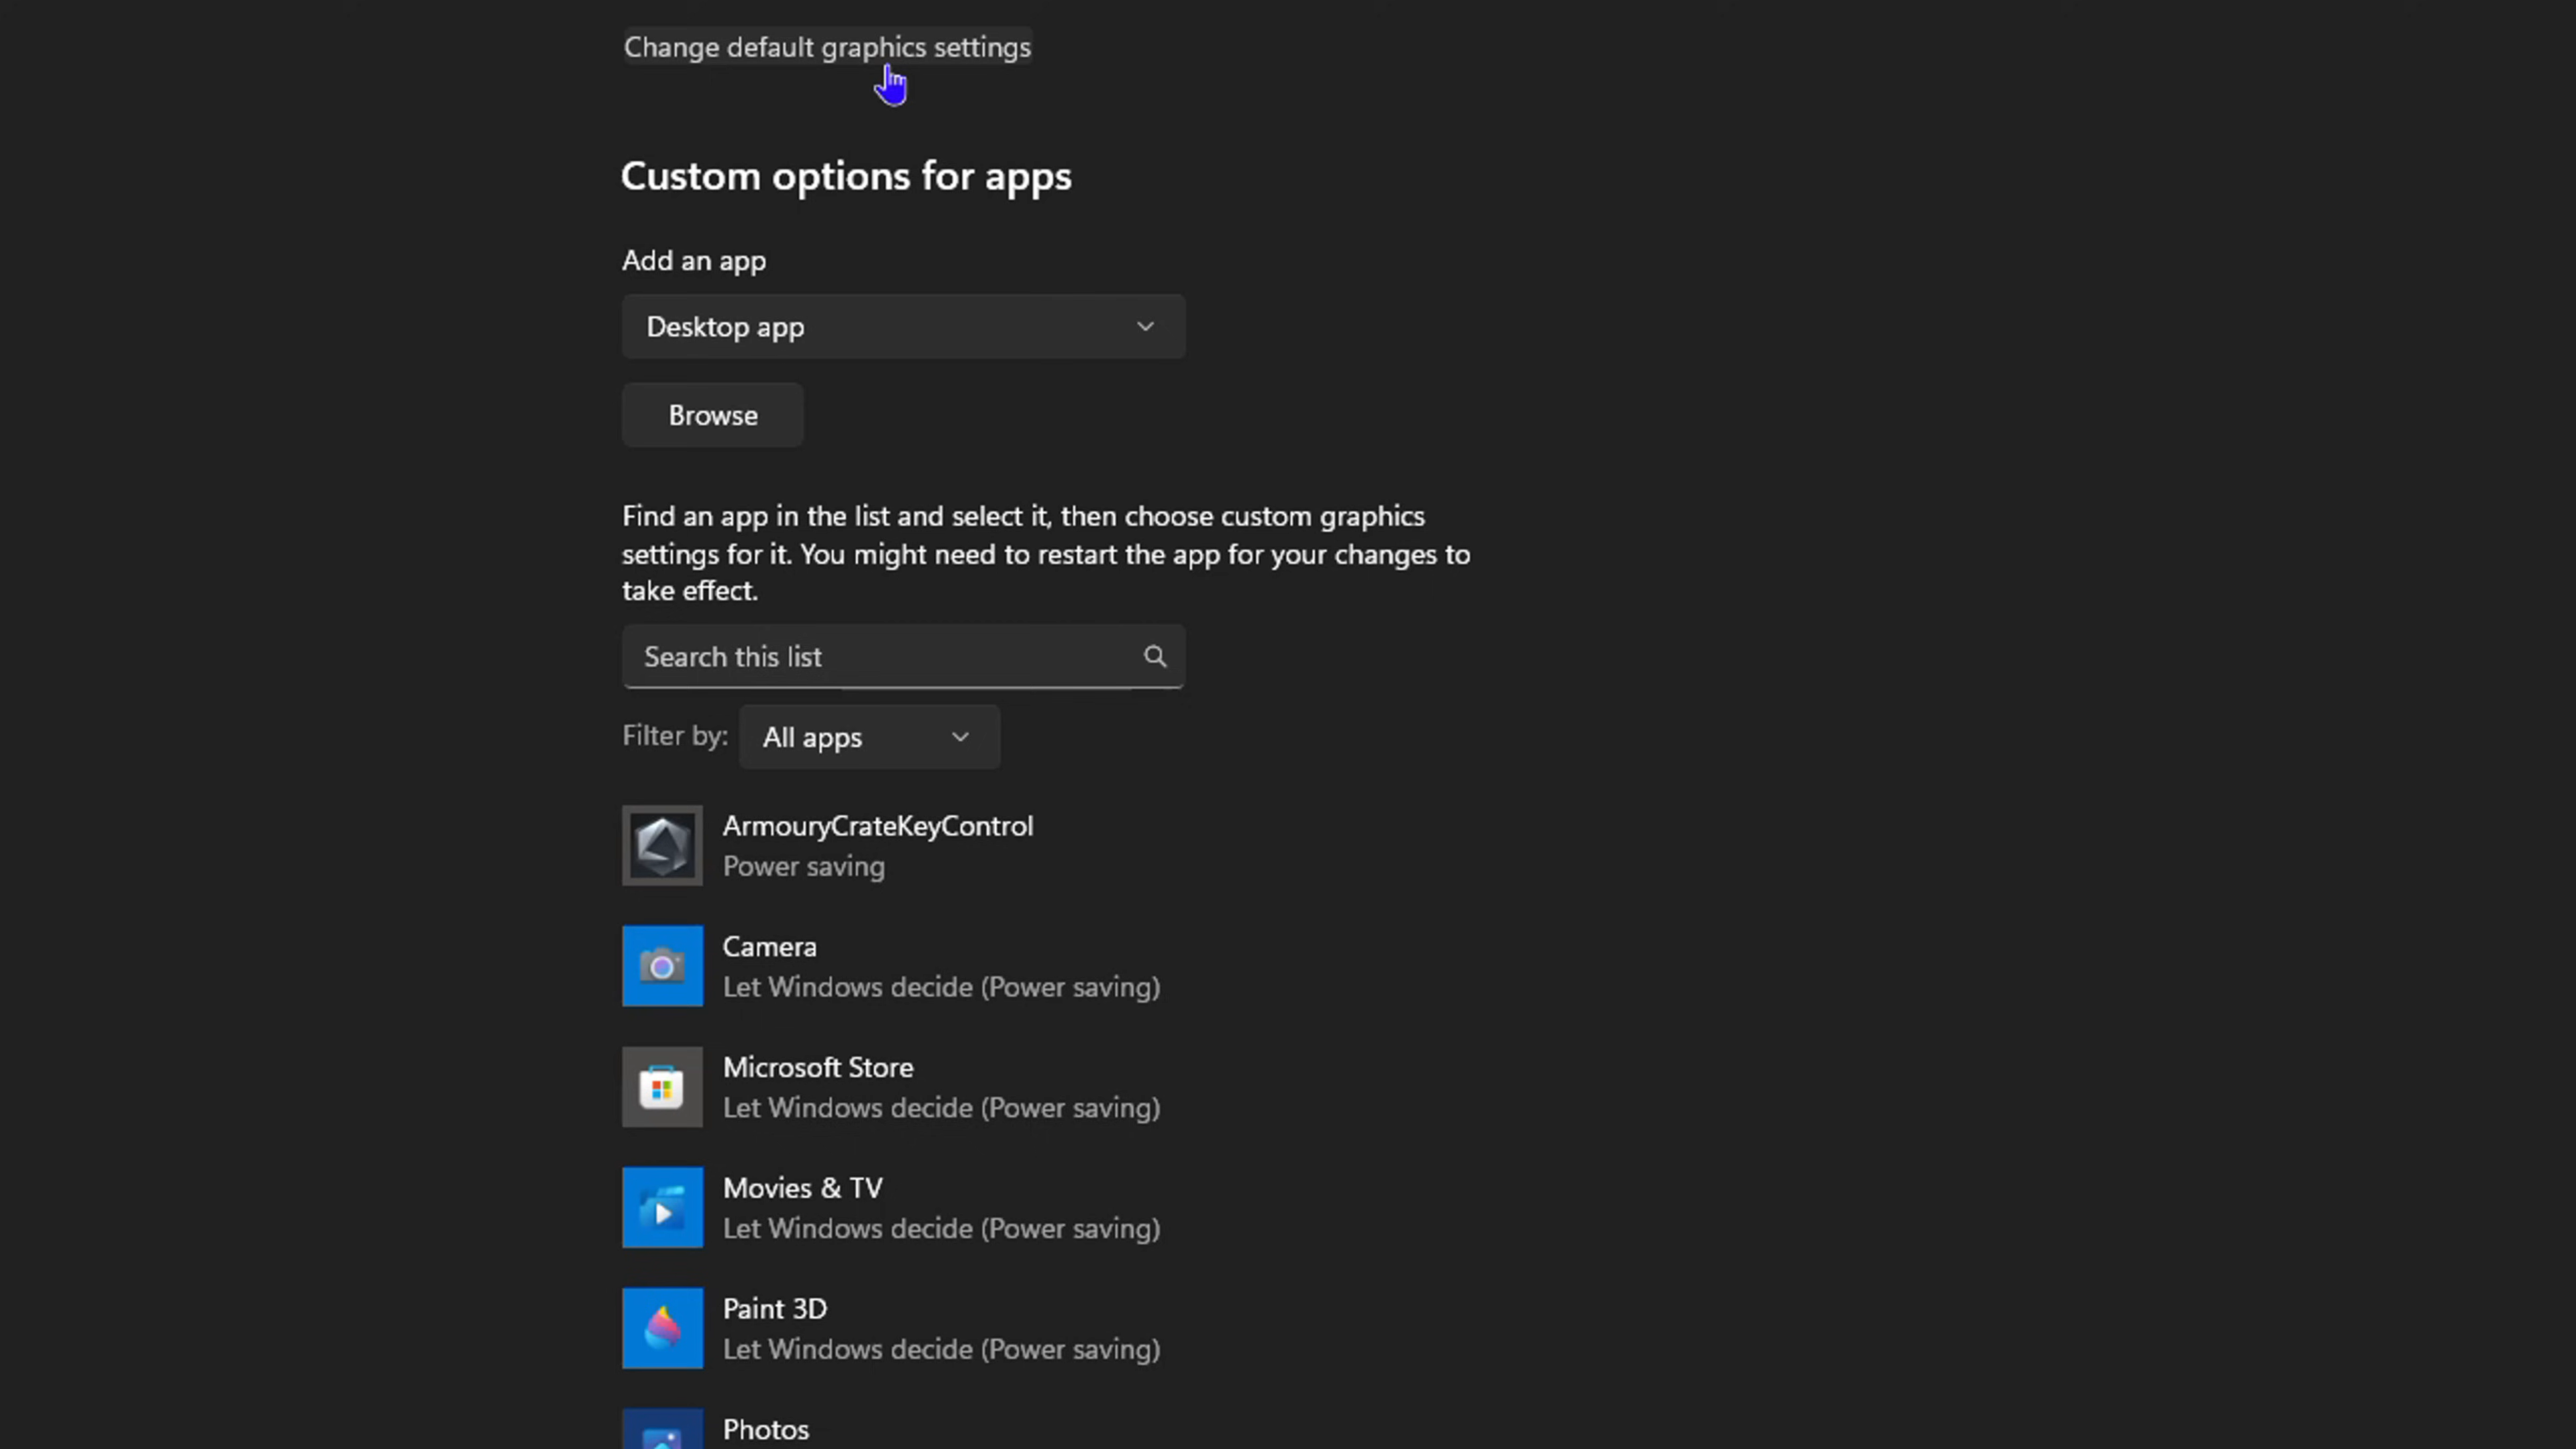 Change default graphics settings
Custom options for apps
Add an app
Desktop app
Browse
Find an app in the list and select it, then choose custom graphics
settings for it. You might need to restart the app for your changes to
take effect.
Search this list
Filter by: All apps
ArmouryCrateKeyControl
Power saving
Camera
Let Windows decide (Power saving)
Microsoft Store
Let Windows decide (Power saving)
Movies & TV
Let Windows decide (Power saving)
Paint 3D
Let Windows decide (Power saving)
Photos